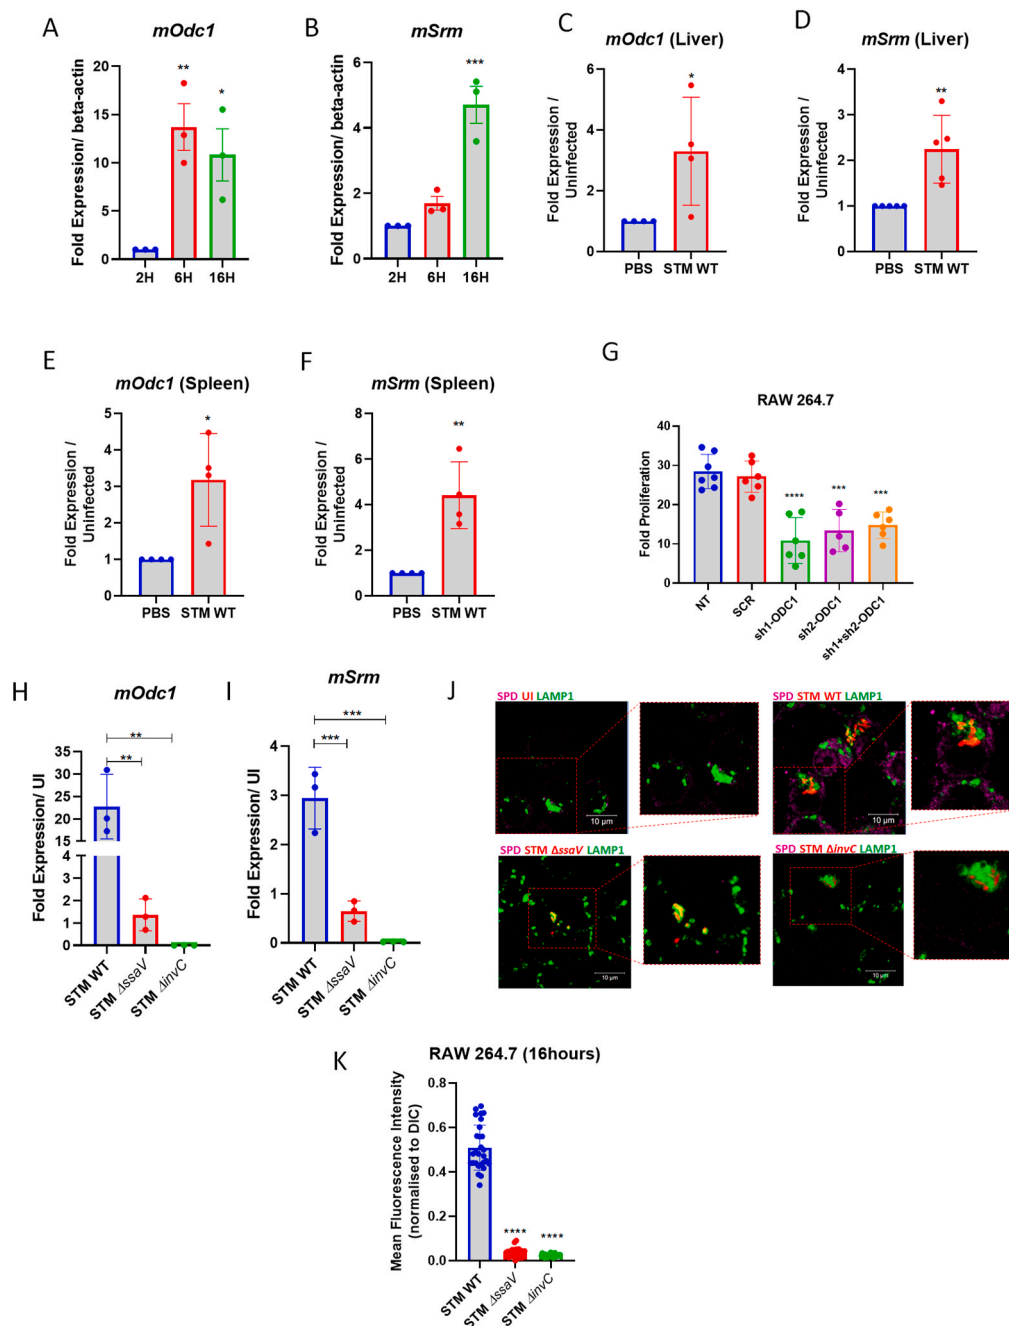 A
mOdc1
Fold Expression/ beta-actin
20
15
10
5
0
**
*
2H 6H 16H
B
mSrm
Fold Expression/ beta-actin
6
4
2
0
***
2H 6H 16H
C
mOdc1 (Liver)
Fold Expression /
Uninfected
6
4
2
0
*
PBS STM WT
D
mSrm (Liver)
Fold Expression /
Uninfected
4
3
2
1
0
**
PBS STM WT
E
mOdc1 (Spleen)
Fold Expression /
Uninfected
5
4
3
2
1
0
*
PBS STM WT
F
mSrm (Spleen)
Fold Expression /
Uninfected
8
6
4
2
0
**
PBS STM WT
G
RAW 264.7
Fold Proliferation
40
30
20
10
0
****
***
***
NT
SCR
sh1-ODC1
sh2-ODC1
sh1+sh2-ODC1
H
mOdc1
Fold Expression/ UI
35
30
25
20
15
4
3
2
1
0
**
**
STM WT
STM ΔssaV
STM ΔinvC
I
mSrm
Fold Expression/ UI
4
3
2
1
0
***
***
STM WT
STM ΔssaV
STM ΔinvC
J
SPD UI LAMP1
10 μm
SPD STM WT LAMP1
10 μm
SPD STM ΔssaV LAMP1
10 μm
SPD STM ΔinvC LAMP1
10 μm
K
RAW 264.7 (16hours)
Mean Fluorescence Intensity
(normalised to DIC)
0.8
0.6
0.4
0.2
0.0
****
****
STM WT
STM ΔssaV
STM ΔinvC